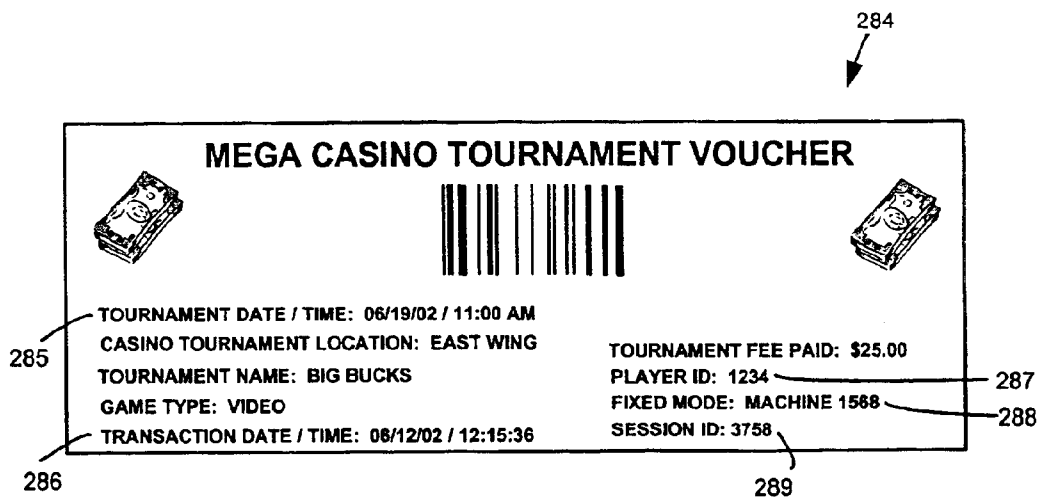 284
MEGA CASINO TOURNAMENT VOUCHER
TOURNAMENT DATE / TIME: 06/19/02 / 11:00 AM
285
CASINO TOURNAMENT LOCATION: EAST WING
TOURNAMENT NAME: BIG BUCKS
GAME TYPE: VIDEO
TRANSACTION DATE / TIME: 06/12/02 / 12:15:36
286
TOURNAMENT FEE PAID: $25.00
PLAYER ID: 1234
287
FIXED MODE: MACHINE 1568
288
SESSION ID: 3758
289